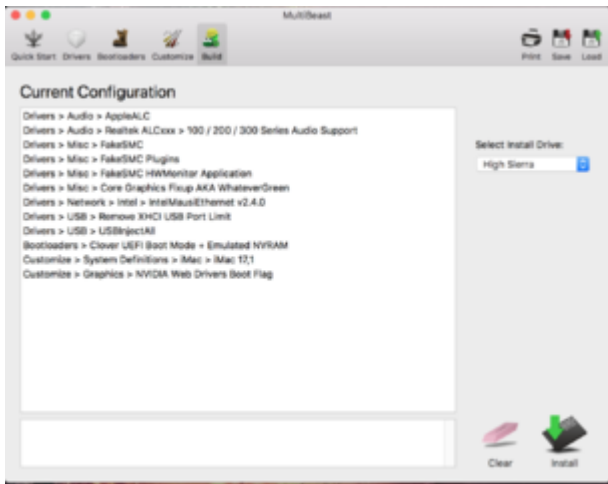 MultiBeast
Quick Start Drivers Bootloaders Customize Build Print Save Load
Current Configuration
Drivers > Audio > AppleALC
Drivers > Audio > Realtek ALCxxx > 100 / 200 / 300 Series Audio Support
Drivers > Misc > FakeSMC
Drivers > Misc > FakeSMC Plugins
Drivers > Misc > FakeSMC HWMonitor Application
Drivers > Misc > Core Graphics Fixup AKA WhateverGreen
Drivers > Network > Intel > IntelMausiEthernet v2.4.0
Drivers > USB > Remove XHCI USB Port Limit
Drivers > USB > USBInjectAll
Bootloaders > Clover UEFI Boot Mode + Emulated NVRAM
Customize > System Definitions > iMac > iMac 17,1
Customize > Graphics > NVIDIA Web Drivers Boot Flag
Select Install Drive:
High Sierra
Clear Install